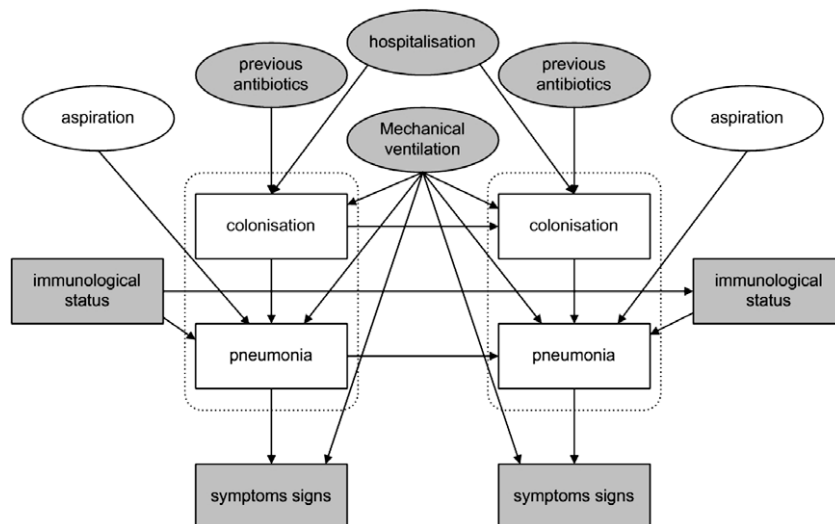 hospitalisation
previous
antibiotics
previous
antibiotics
aspiration
Mechanical
ventilation
aspiration
colonisation
colonisation
immunological
status
immunological
status
pneumonia
pneumonia
symptoms signs
symptoms signs